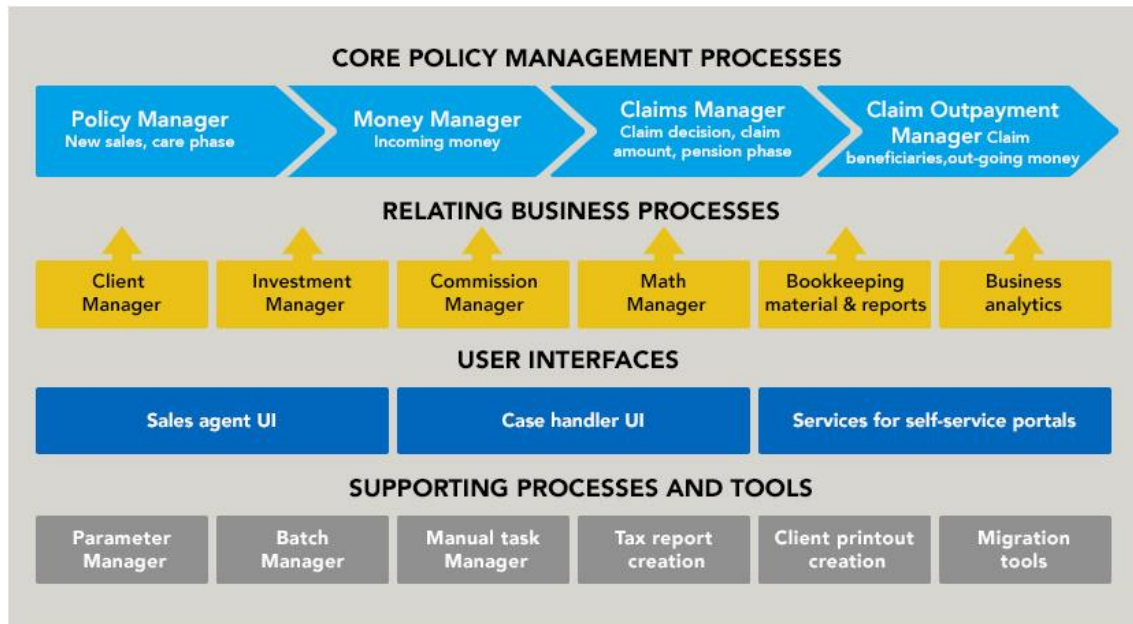 CORE POLICY MANAGEMENT PROCESSES
Policy Manager
New sales, care phase
Money Manager
Incoming money
Claims Manager
Claim decision, claim
amount, pension phase
Claim Outpayment
Manager Claim
beneficiaries,out-going money
RELATING BUSINESS PROCESSES
Client
Manager
Investment
Manager
Commission
Manager
Math
Manager
Bookkeeping
material & reports
Business
analytics
USER INTERFACES
Sales agent UI
Case handler UI
Services for self-service portals
SUPPORTING PROCESSES AND TOOLS
Parameter
Manager
Batch
Manager
Manual task
Manager
Tax report
creation
Client printout
creation
Migration
tools